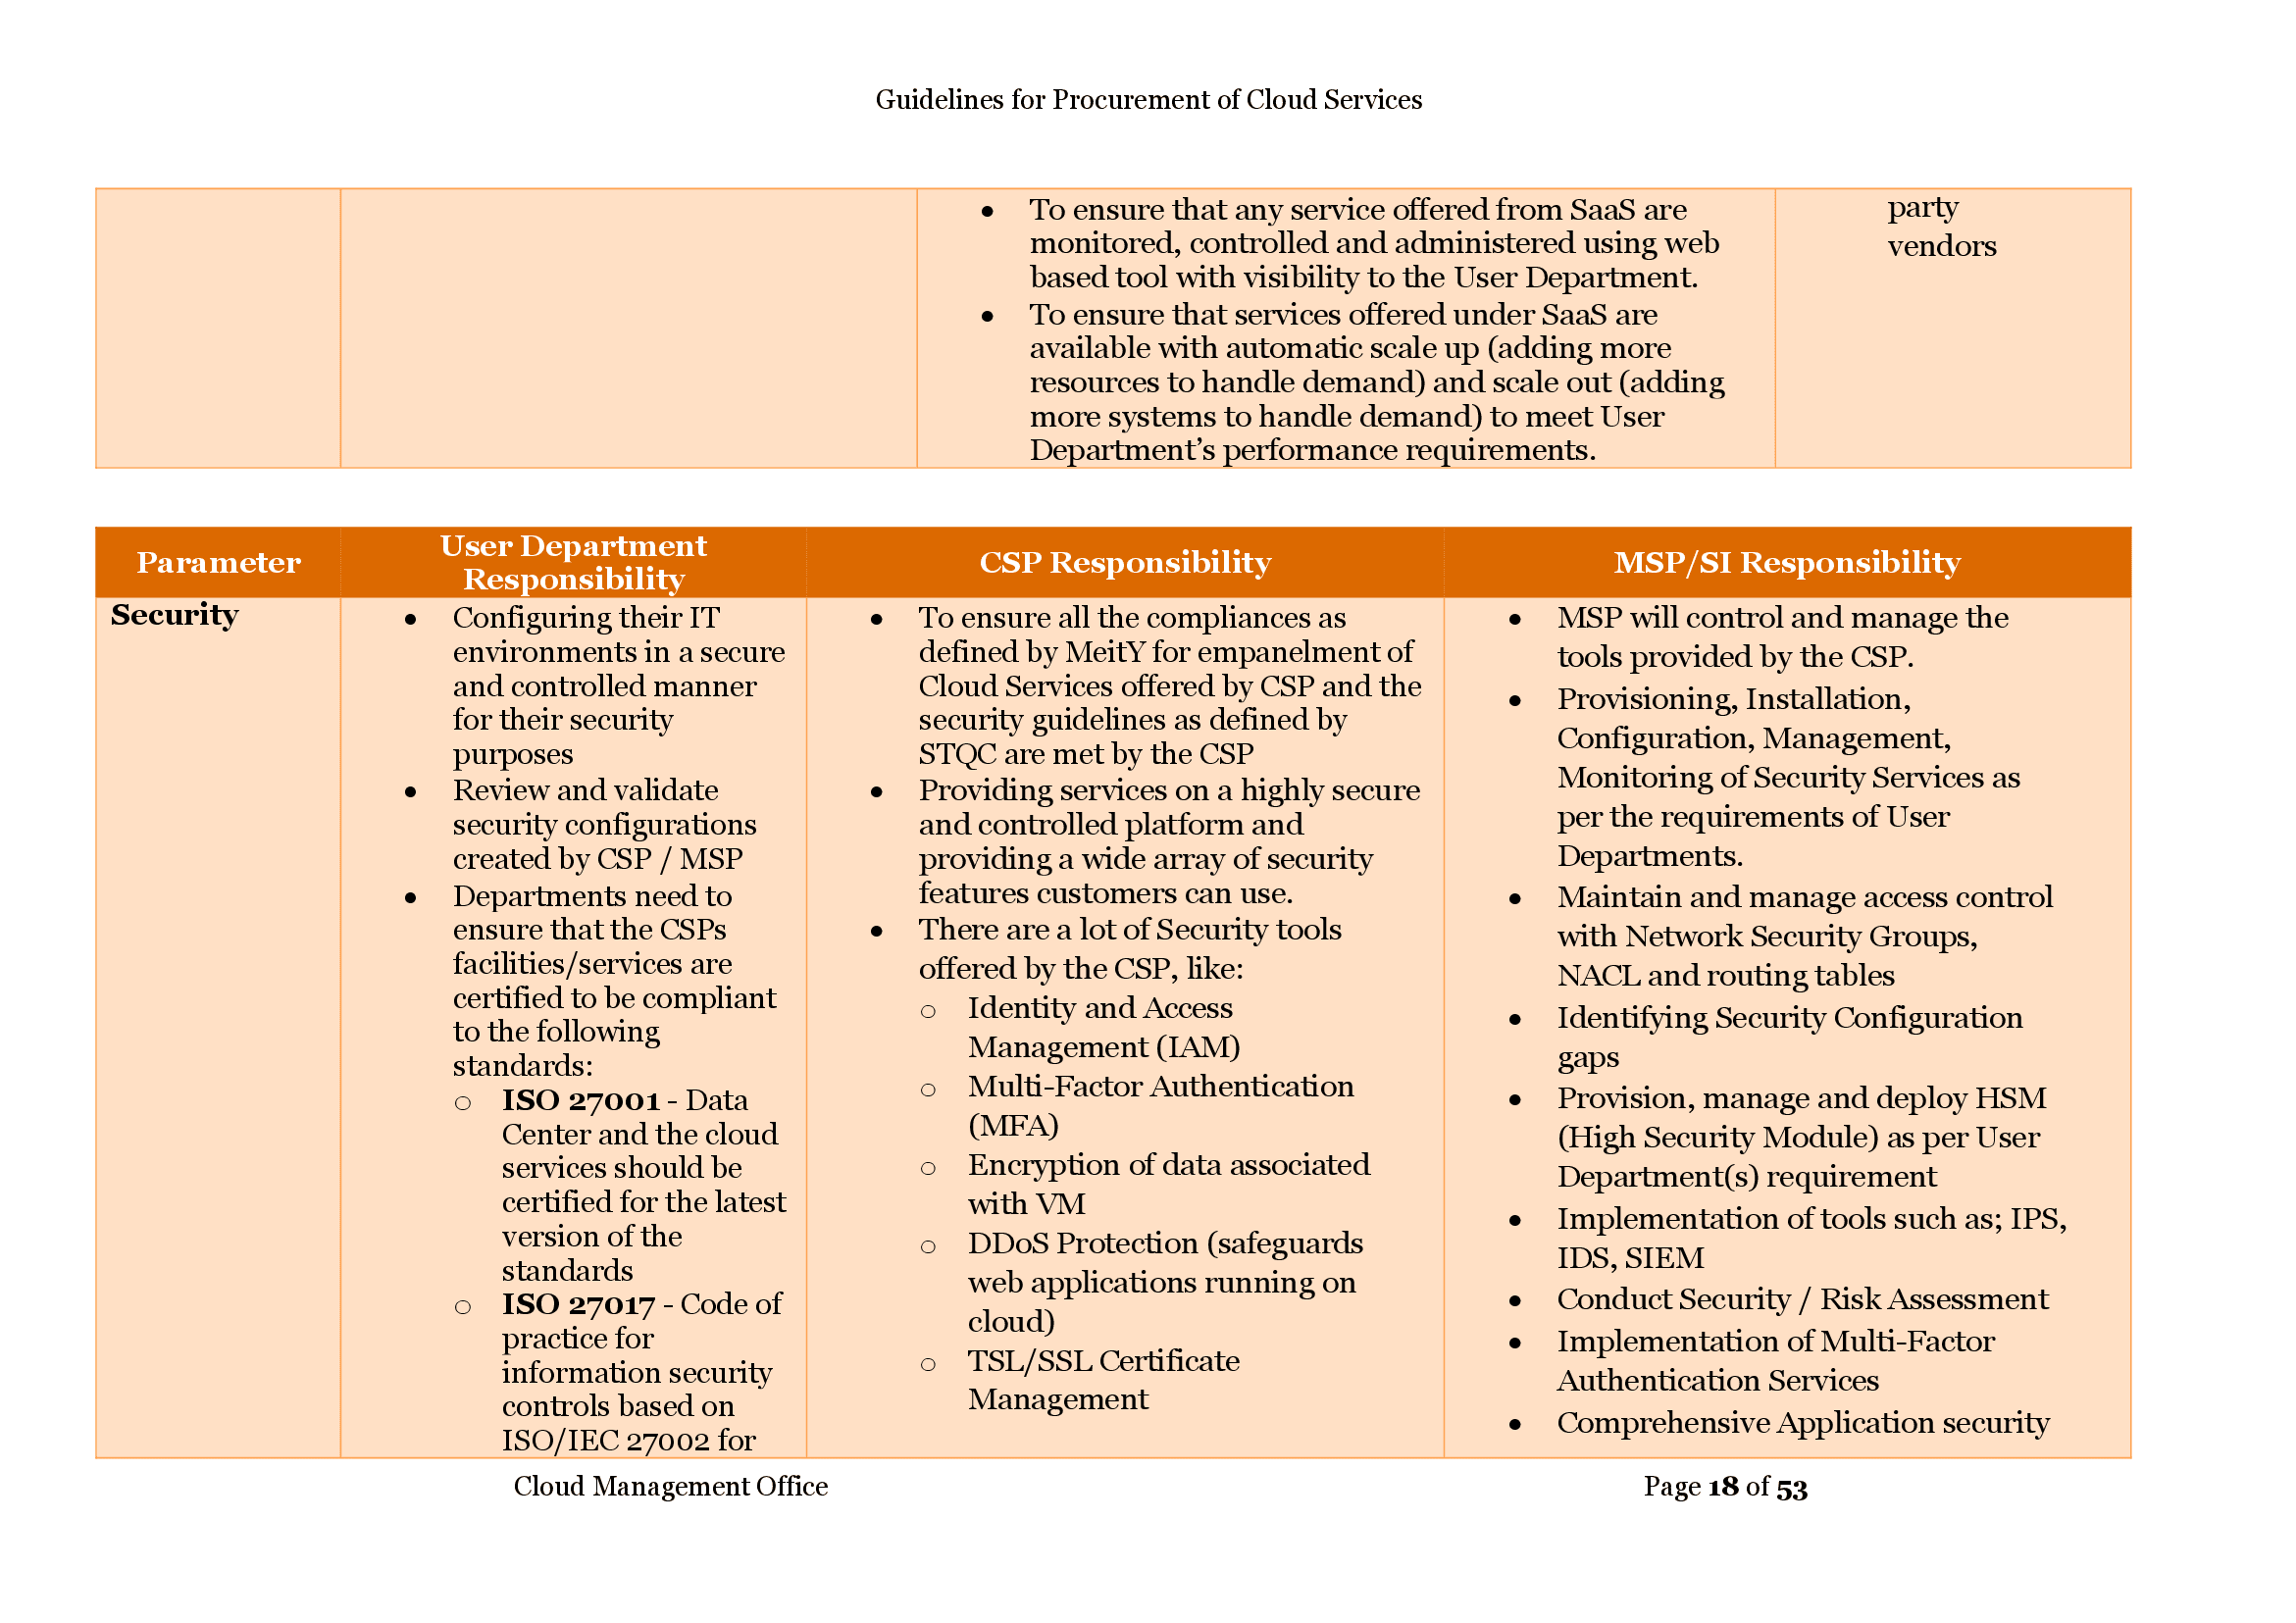 Guidelines for Procurement of Cloud Services
• To ensure that any service offered from SaaS are
monitored, controlled and administered using web
based tool with visibility to the User Department.
• To ensure that services offered under SaaS are
available with automatic scale up (adding more
resources to handle demand) and scale out (adding
more systems to handle demand) to meet User
Department’s performance requirements.
party
vendors
Parameter
User Department
Responsibility
CSP Responsibility
MSP/SI Responsibility
Security
• Configuring their IT
environments in a secure
and controlled manner
for their security
purposes
• Review and validate
security configurations
created by CSP / MSP
• Departments need to
ensure that the CSPs
facilities/services are
certified to be compliant
to the following
standards:
o ISO 27001 - Data
Center and the cloud
services should be
certified for the latest
version of the
standards
o ISO 27017 - Code of
practice for
information security
controls based on
ISO/IEC 27002 for
• To ensure all the compliances as
defined by MeitY for empanelment of
Cloud Services offered by CSP and the
security guidelines as defined by
STQC are met by the CSP
• Providing services on a highly secure
and controlled platform and
providing a wide array of security
features customers can use.
• There are a lot of Security tools
offered by the CSP, like:
o Identity and Access
Management (IAM)
o Multi-Factor Authentication
(MFA)
o Encryption of data associated
with VM
o DDoS Protection (safeguards
web applications running on
cloud)
o TSL/SSL Certificate
Management
• MSP will control and manage the
tools provided by the CSP.
• Provisioning, Installation,
Configuration, Management,
Monitoring of Security Services as
per the requirements of User
Departments.
• Maintain and manage access control
with Network Security Groups,
NACL and routing tables
• Identifying Security Configuration
gaps
• Provision, manage and deploy HSM
(High Security Module) as per User
Department(s) requirement
• Implementation of tools such as; IPS,
IDS, SIEM
• Conduct Security / Risk Assessment
• Implementation of Multi-Factor
Authentication Services
• Comprehensive Application security
Cloud Management Office
Page 18 of 53